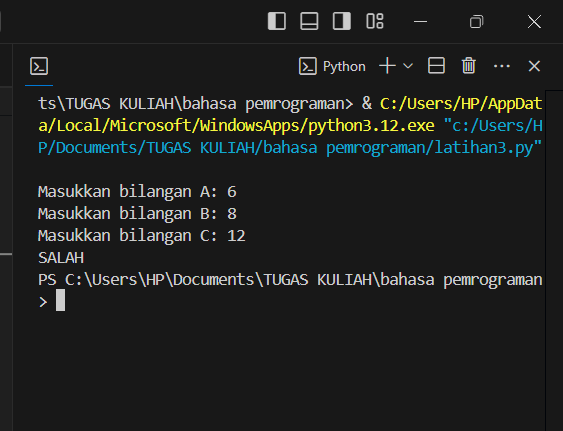 Python
ts\TUGAS KULIAH\bahasa pemrograman> & C:/Users/HP/AppDat
a/Local/Microsoft/WindowsApps/python3.12.exe "c:/Users/H
P/Documents/TUGAS KULIAH/bahasa pemrograman/latihan3.py"
Masukkan bilangan A: 6
Masukkan bilangan B: 8
Masukkan bilangan C: 12
SALAH
PS C:\Users\HP\Documents\TUGAS KULIAH\bahasa pemrograman
>